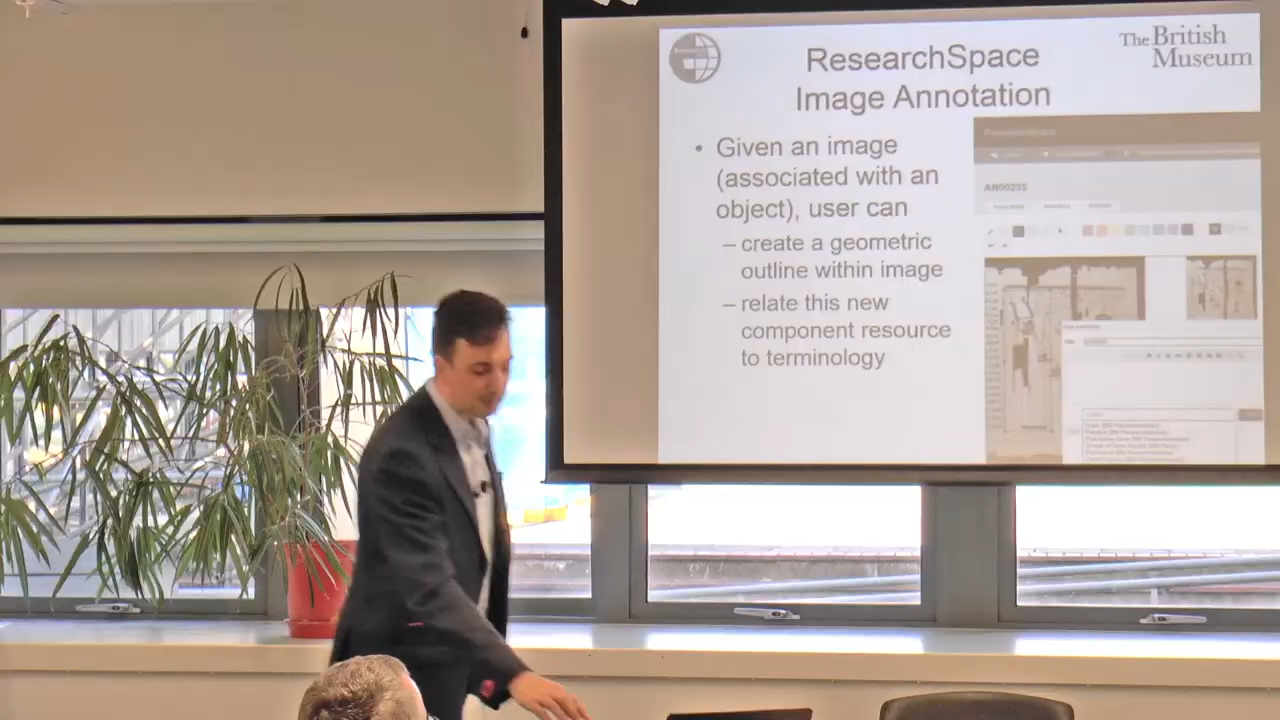 ResearchSpace
Image Annotation
The British
Museum
• Given an image
(associated with an
object), user can
– create a geometric
outline within image
– relate this new
component resource
to terminology
AN00235